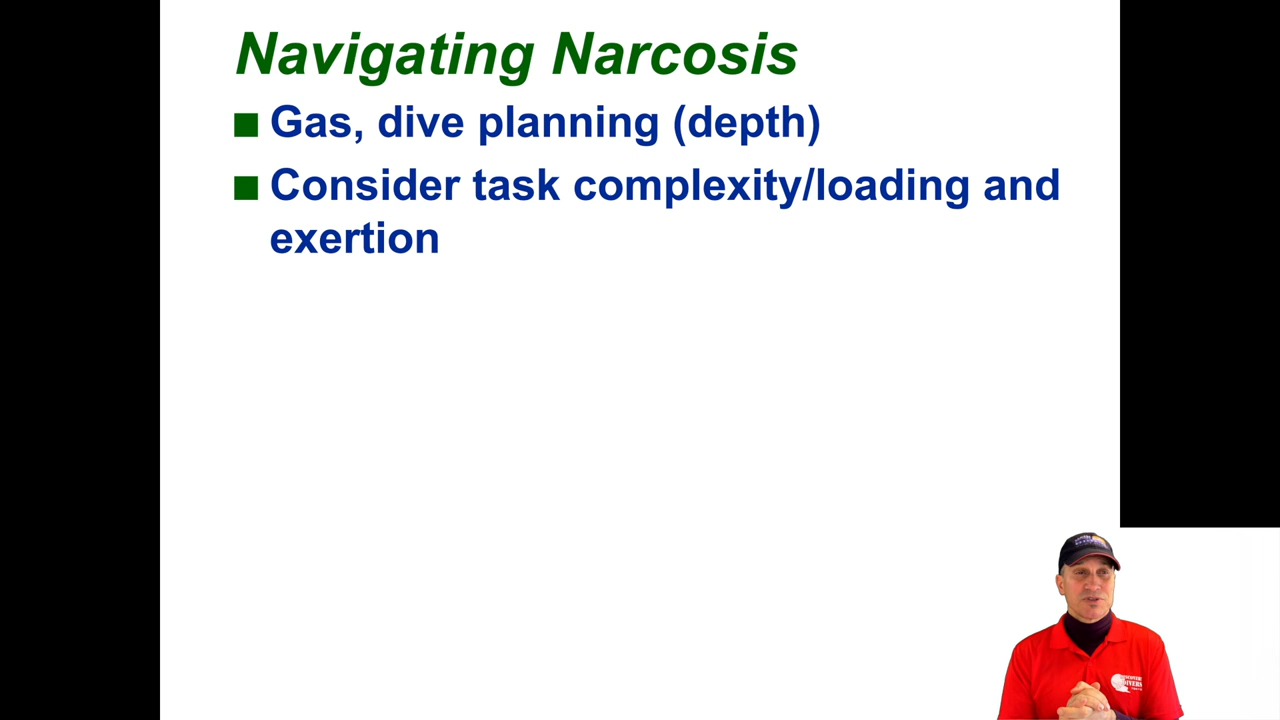 Navigating Narcosis
Gas, dive planning (depth)
Consider task complexity/loading and
exertion